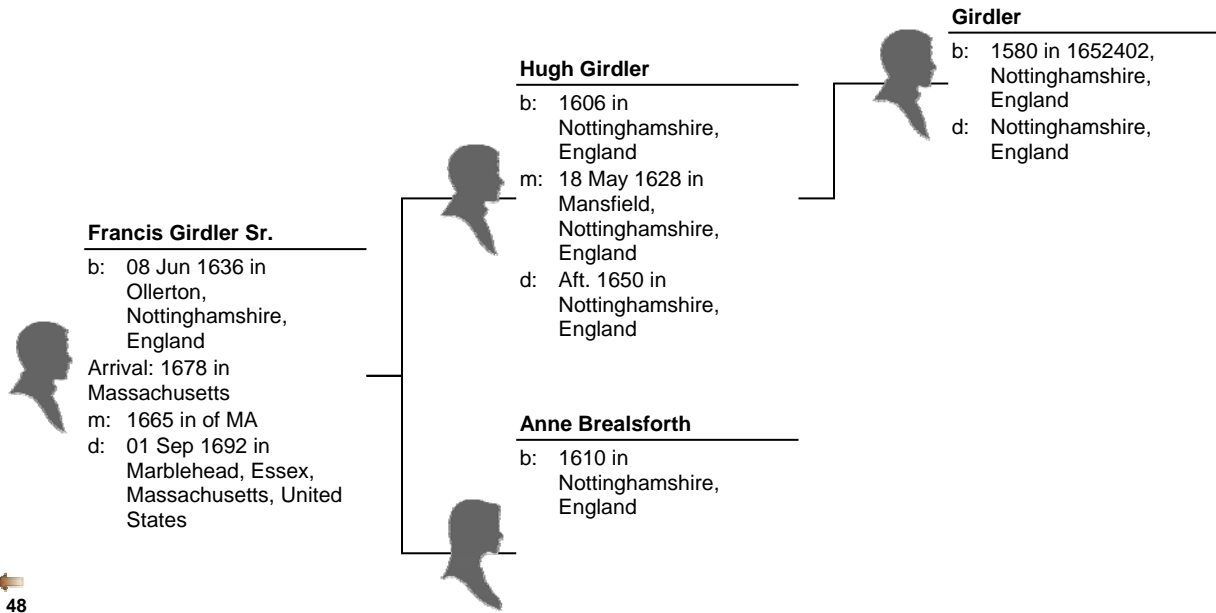 Girdler
b: 1580 in 1652402,
Nottinghamshire,
England
d: Nottinghamshire,
England
Hugh Girdler
b: 1606 in
Nottinghamshire,
England
m: 18 May 1628 in
Mansfield,
Nottinghamshire,
England
d: Aft. 1650 in
Nottinghamshire,
England
Francis Girdler Sr.
b: 08 Jun 1636 in
Ollerton,
Nottinghamshire,
England
Arrival: 1678 in
Massachusetts
m: 1665 in of MA
d: 01 Sep 1692 in
Marblehead, Essex,
Massachusetts, United
States
Anne Brealsforth
b: 1610 in
Nottinghamshire,
England
48